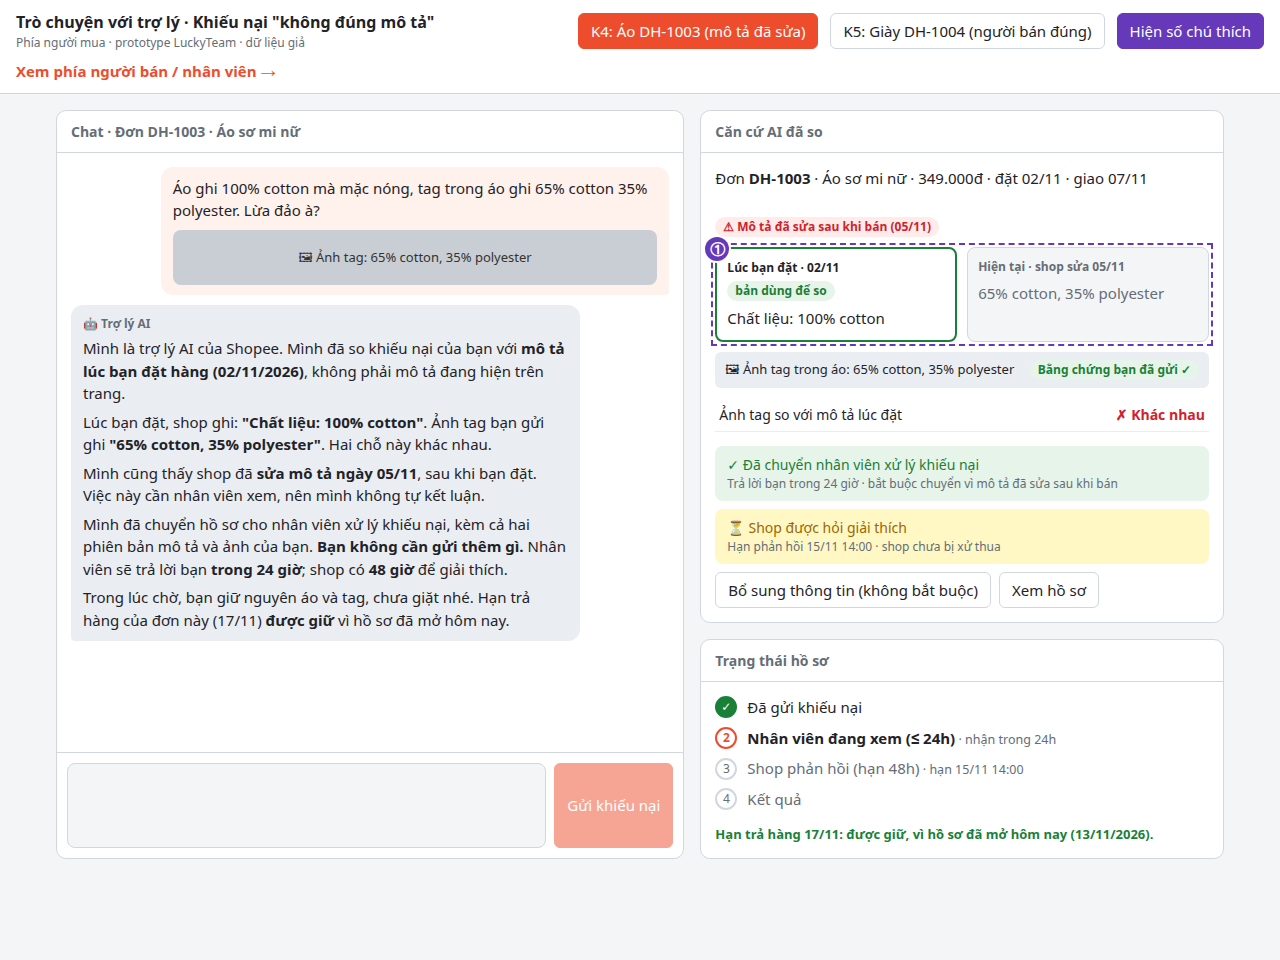 Trò chuyện với trợ lý · Khiếu nại "không đúng mô tả"
Phía người mua · prototype LuckyTeam · dữ liệu giả
K4: Áo DH-1003 (mô tả đã sửa)
K5: Giày DH-1004 (người bán đúng)
Hiện số chú thích
Xem phía người bán / nhân viên →
Chat · Đơn DH-1003 · Áo sơ mi nữ
Áo ghi 100% cotton mà mặc nóng, tag trong áo ghi 65% cotton 35%
polyester. Lừa đảo à?
🖼 Ảnh tag: 65% cotton, 35% polyester
🤖 Trợ lý AI
Mình là trợ lý AI của Shopee. Mình đã so khiếu nại của bạn với mô tả
lúc bạn đặt hàng (02/11/2026), không phải mô tả đang hiện trên
trang.
Lúc bạn đặt, shop ghi: "Chất liệu: 100% cotton". Ảnh tag bạn gửi
ghi "65% cotton, 35% polyester". Hai chỗ này khác nhau.
Mình cũng thấy shop đã sửa mô tả ngày 05/11, sau khi bạn đặt.
Việc này cần nhân viên xem, nên mình không tự kết luận.
Mình đã chuyển hồ sơ cho nhân viên xử lý khiếu nại, kèm cả hai
phiên bản mô tả và ảnh của bạn. Bạn không cần gửi thêm gì. Nhân
viên sẽ trả lời bạn trong 24 giờ; shop có 48 giờ để giải thích.
Trong lúc chờ, bạn giữ nguyên áo và tag, chưa giặt nhé. Hạn trả
hàng của đơn này (17/11) được giữ vì hồ sơ đã mở hôm nay.
Gửi khiếu nại
Căn cứ AI đã so
Đơn DH-1003 · Áo sơ mi nữ · 349.000đ · đặt 02/11 · giao 07/11
⚠ Mô tả đã sửa sau khi bán (05/11)
①
Lúc bạn đặt · 02/11
bản dùng để so
Chất liệu: 100% cotton
Hiện tại · shop sửa 05/11
65% cotton, 35% polyester
🖼 Ảnh tag trong áo: 65% cotton, 35% polyester
Bằng chứng bạn đã gửi ✓
Ảnh tag so với mô tả lúc đặt
✗ Khác nhau
✓ Đã chuyển nhân viên xử lý khiếu nại
Trả lời bạn trong 24 giờ · bắt buộc chuyển vì mô tả đã sửa sau khi bán
⏳ Shop được hỏi giải thích
Hạn phản hồi 15/11 14:00 · shop chưa bị xử thua
Bổ sung thông tin (không bắt buộc)
Xem hồ sơ
Trạng thái hồ sơ
✓ Đã gửi khiếu nại
2 Nhân viên đang xem (≤ 24h) · nhận trong 24h
3 Shop phản hồi (hạn 48h) · hạn 15/11 14:00
4 Kết quả
Hạn trả hàng 17/11: được giữ, vì hồ sơ đã mở hôm nay (13/11/2026).